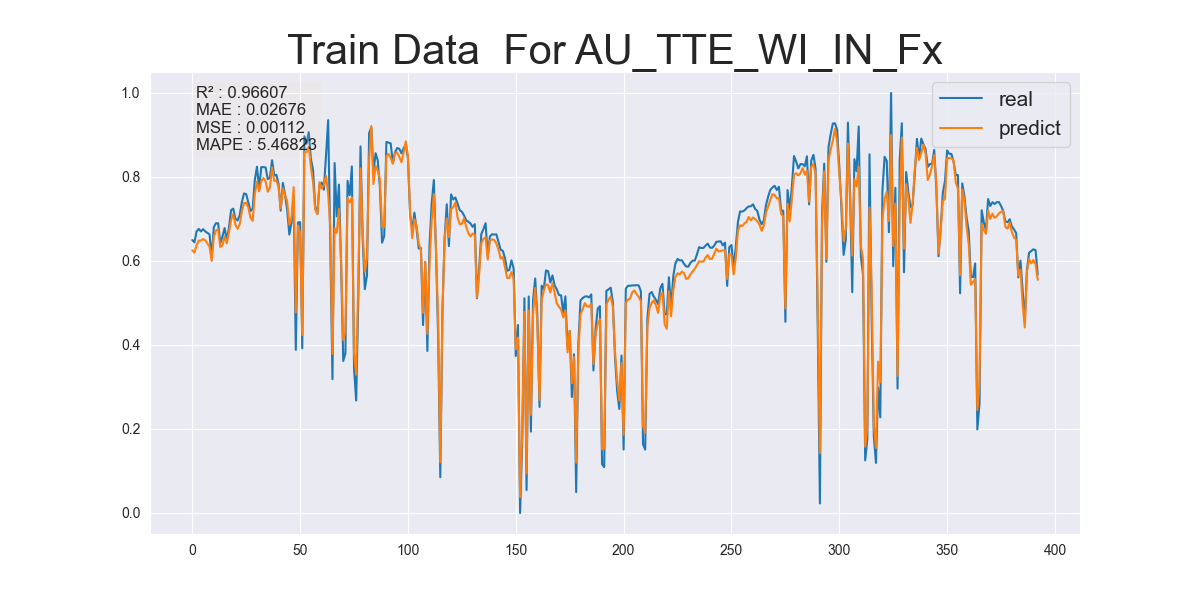 Train Data  For AU_TTE_WI_IN_Fx
R² : 0.96607
MAE : 0.02676
MSE : 0.00112
MAPE : 5.46823
real
predict
1.0
0.8
0.6
0.4
0.2
0.0
0 50 100 150 200 250 300 350 400